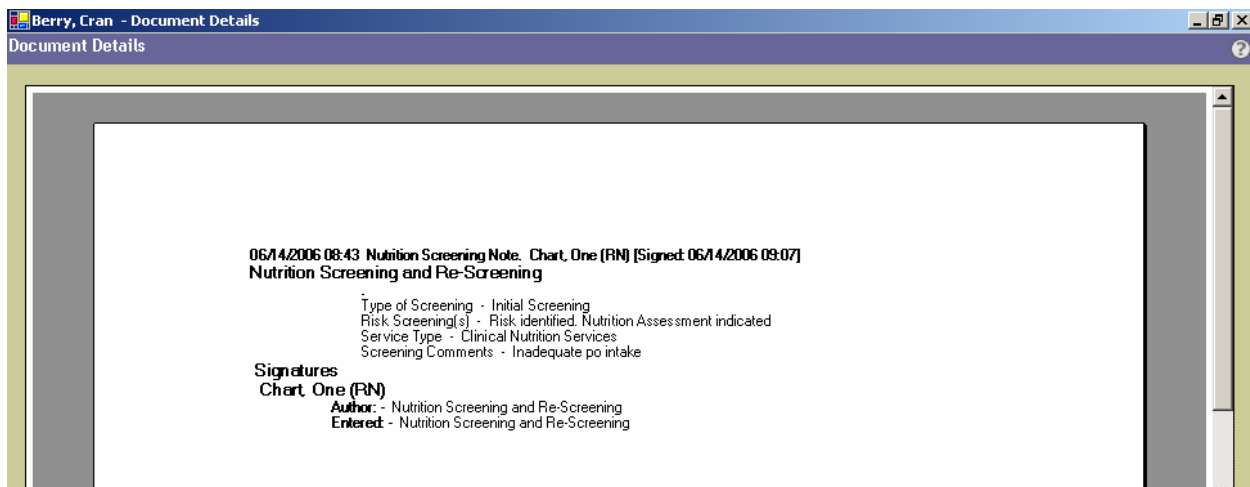 Berry, Cran - Document Details
Document Details
06/14/2006 08:43 Nutrition Screening Note. Chart, One (RN) [Signed: 06/14/2006 09:07]
Nutrition Screening and Re-Screening
-
Type of Screening - Initial Screening
Risk Screening(s) - Risk identified. Nutrition Assessment indicated
Service Type - Clinical Nutrition Services
Screening Comments - Inadequate po intake
Signatures
Chart, One (RN)
Author: - Nutrition Screening and Re-Screening
Entered: - Nutrition Screening and Re-Screening